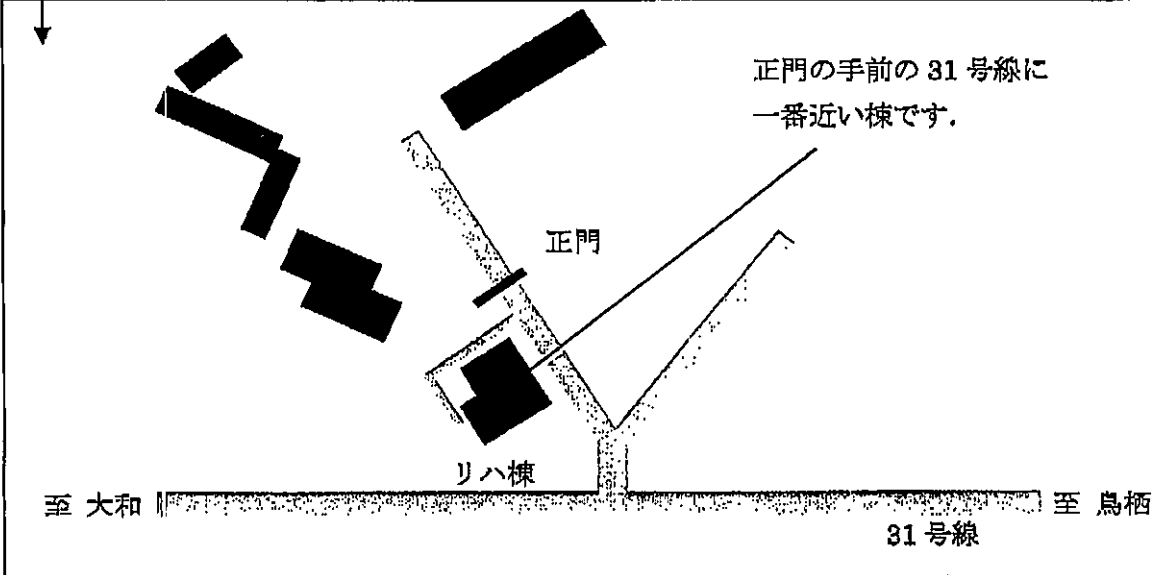 正門の手前の 31 号線に
一番近い棟です.
正門
リハ棟
至 大和
至 鳥栖
31 号線